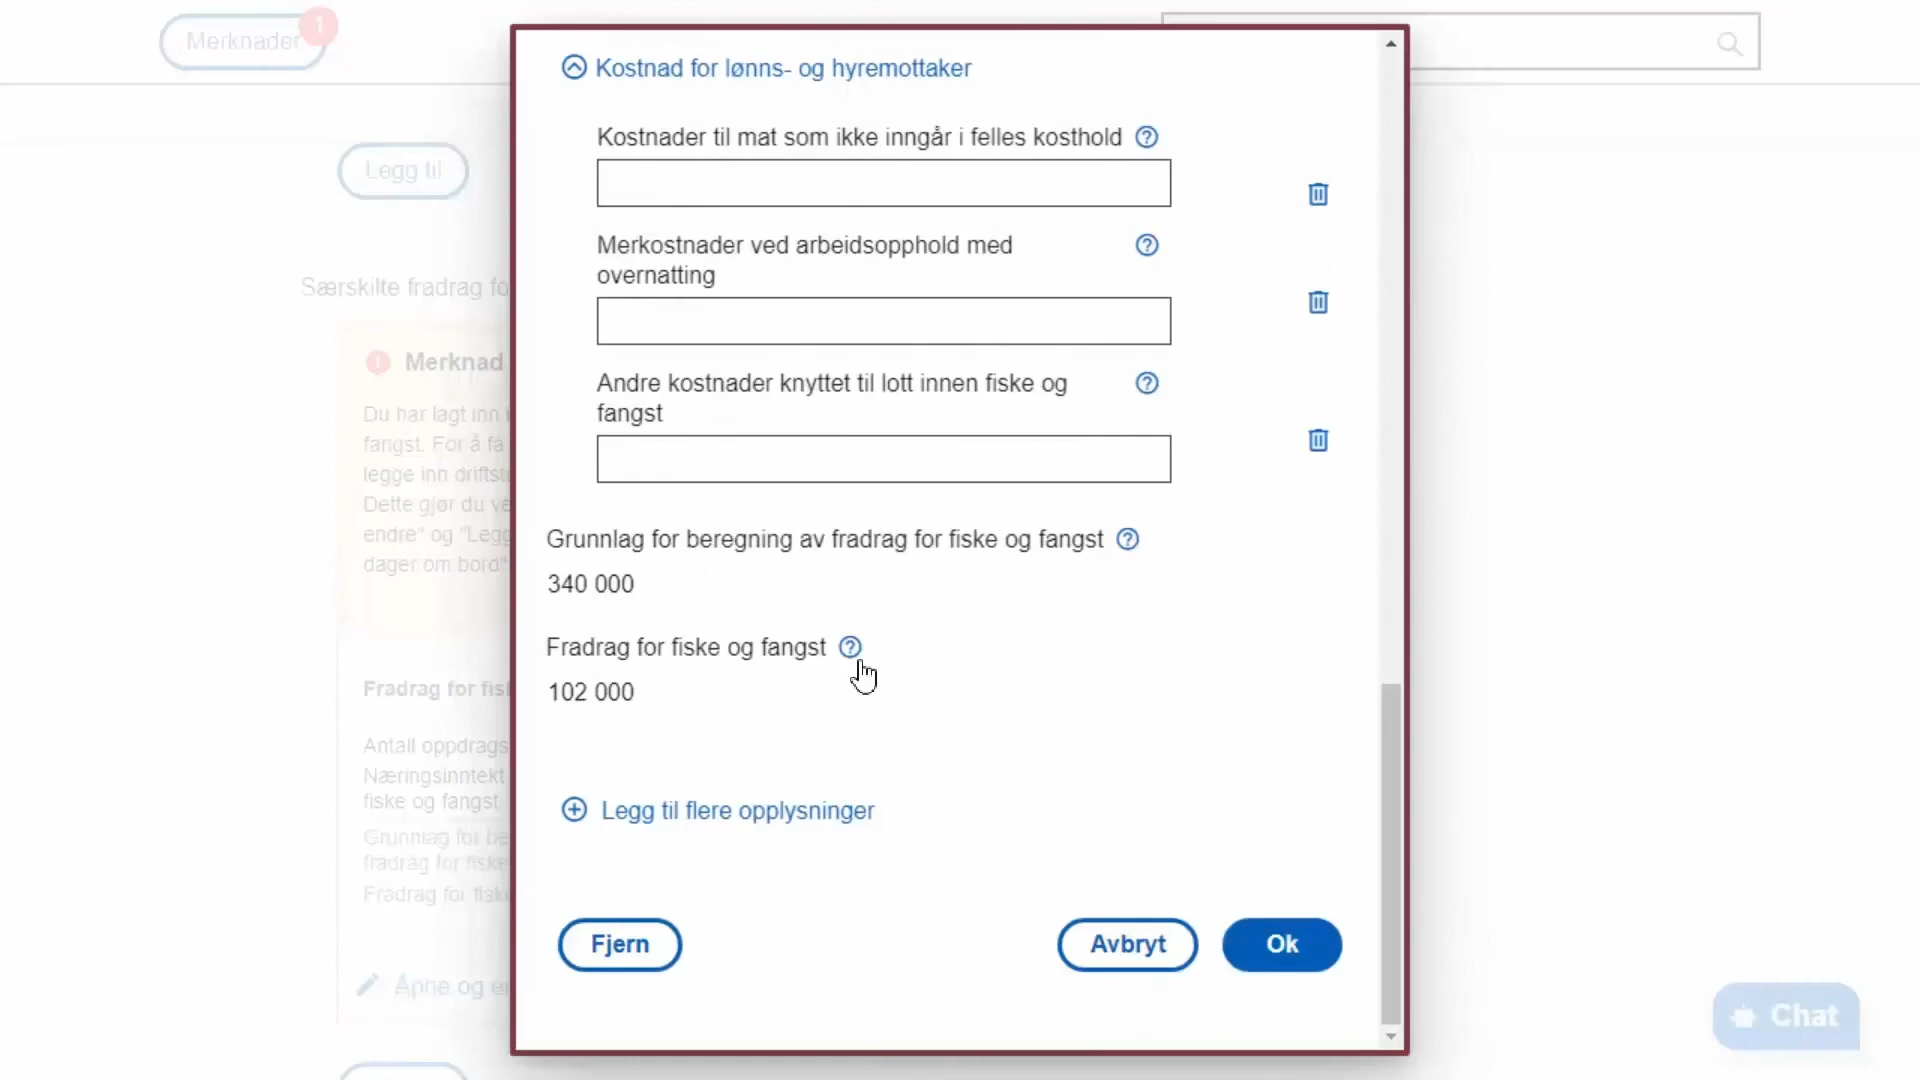 Merknader
1
Legg til
Særskilte fradrag fo
Merknad
Du har lagt inn
fangst. For å få
legge inn driftst
Dette gjør du ve
endre" og "Legg
dager om bord"
Fradrag for fis
Antall oppdrags
Næringsinntekt
fiske og fangst
Grunnlag for be
fradrag for fiske
Fradrag for fisk
Åpne og e
Kostnad for lønns- og hyremottaker
Kostnader til mat som ikke inngår i felles kosthold
Merkostnader ved arbeidsopphold med
overnatting
Andre kostnader knyttet til lott innen fiske og
fangst
Grunnlag for beregning av fradrag for fiske og fangst
340 000
Fradrag for fiske og fangst
102 000
Legg til flere opplysninger
Fjern
Avbryt
Ok
Chat